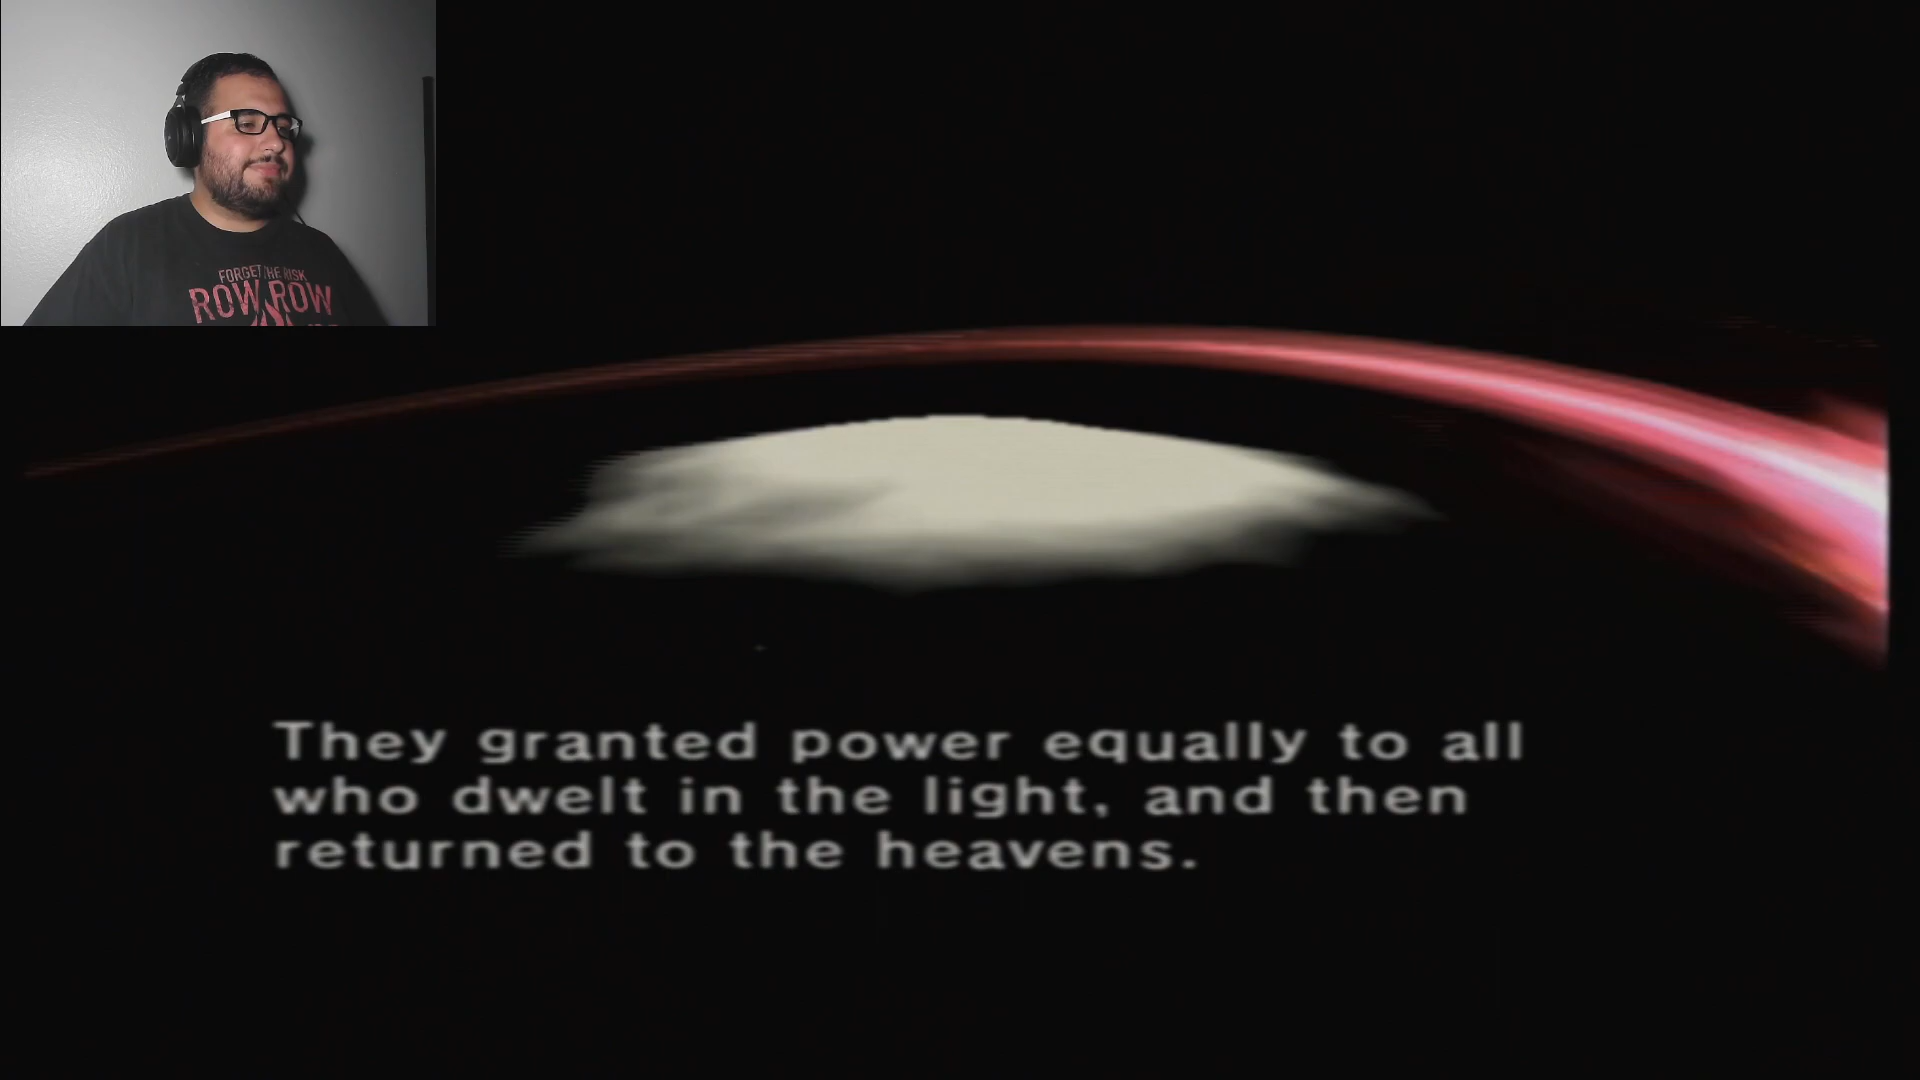 FORGET THE RISK
ROW ROW
They granted power equally to all
who dwelt in the light, and then
returned to the heavens.